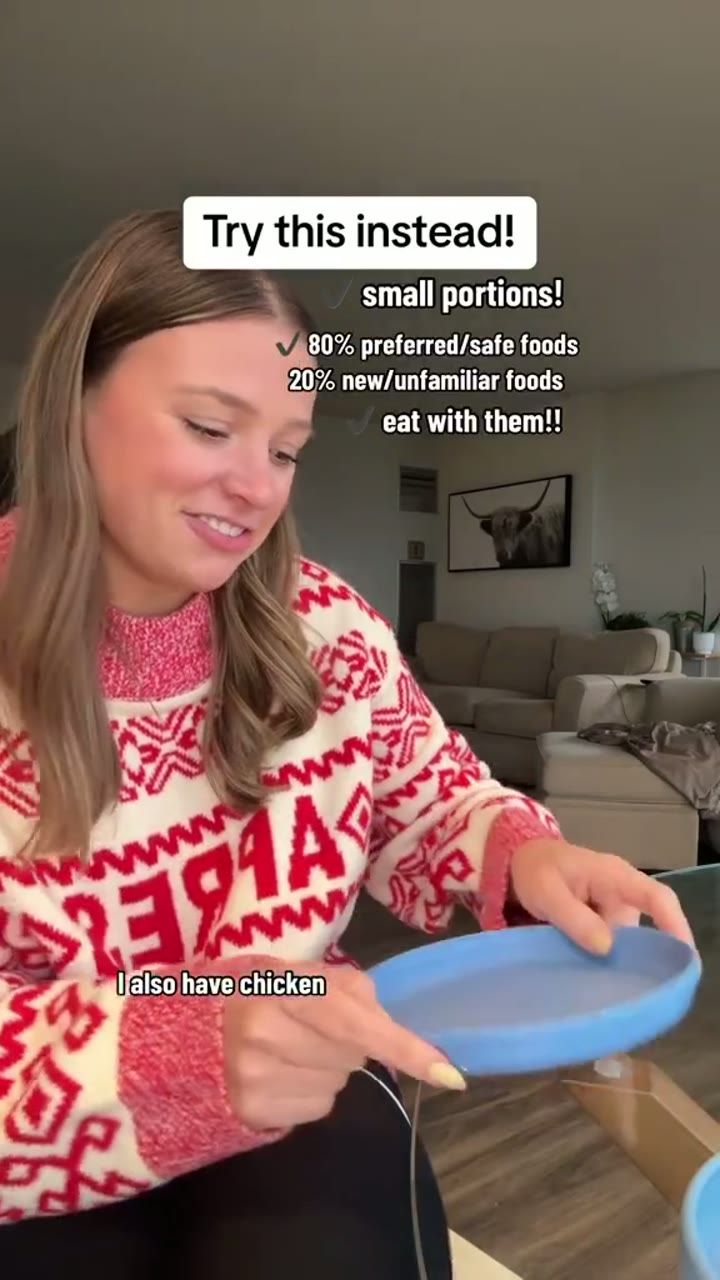 Try this instead!
✔ small portions!
✔ 80% preferred/safe foods
20% new/unfamiliar foods
✔ eat with them!!
APRES
I also have chicken